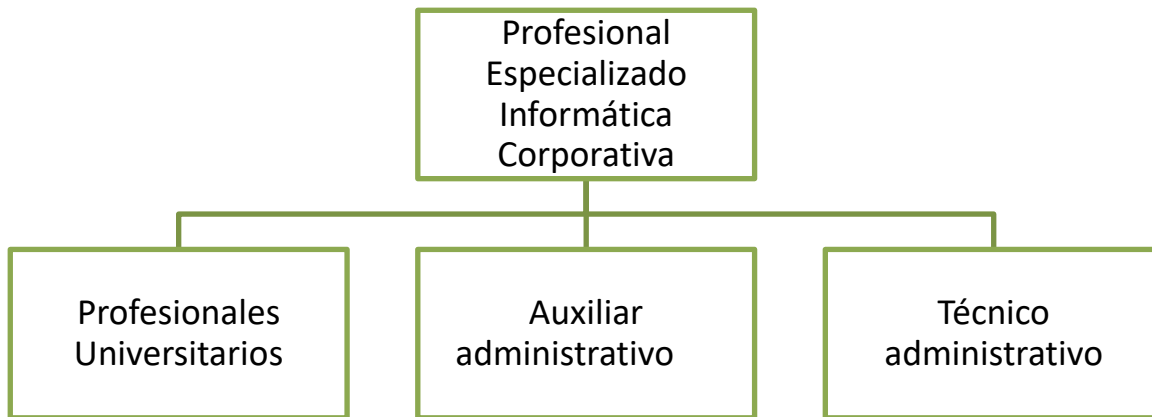 Profesional
Especializado
Informática
Corporativa
Profesionales
Universitarios
Auxiliar
administrativo
Técnico
administrativo